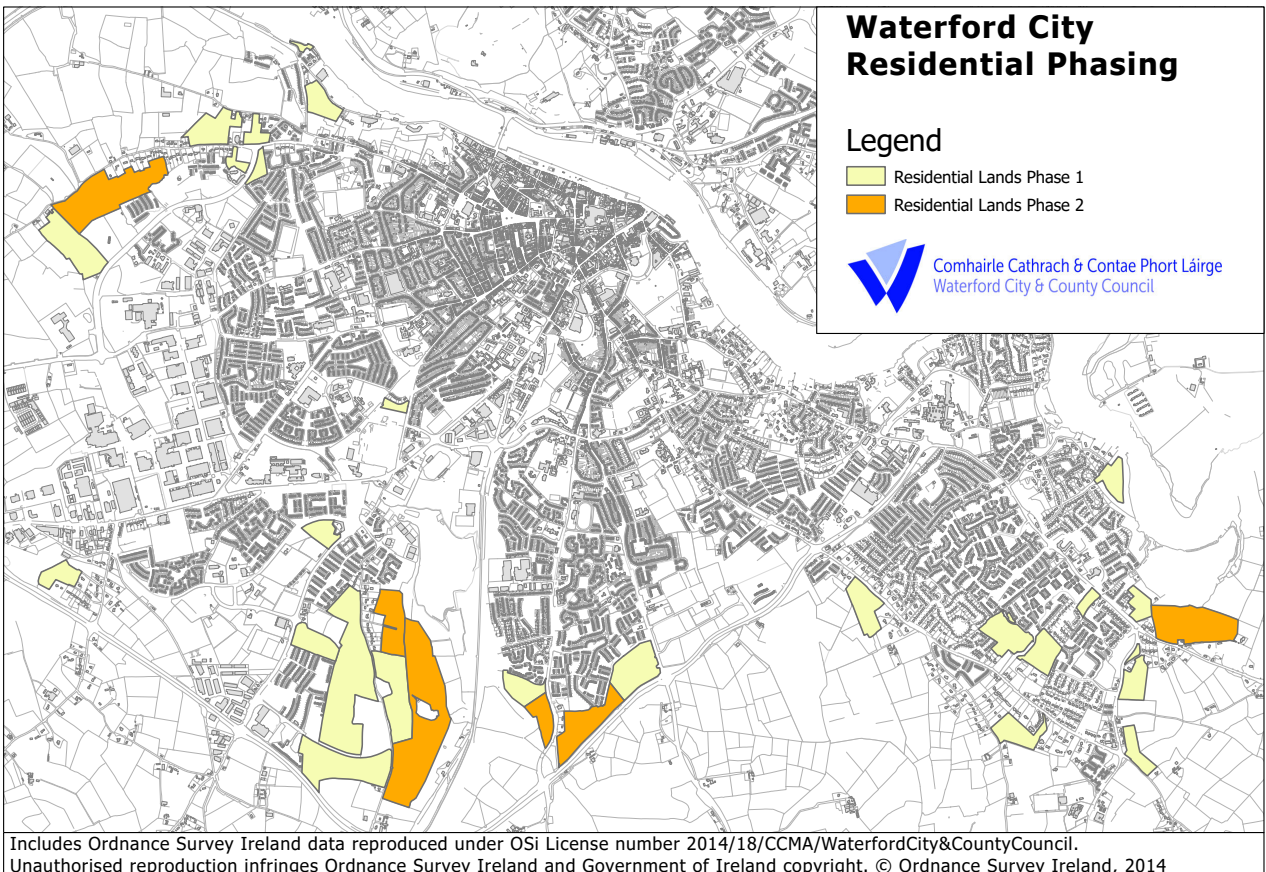 Waterford City
Residential Phasing
Legend
Residential Lands Phase 1
Residential Lands Phase 2
Comhairle Cathrach & Contae Phort Láirge
Waterford City & County Council
Includes Ordnance Survey Ireland data reproduced under OSi License number 2014/18/CCMA/WaterfordCity&CountyCouncil.
Unauthorised reproduction infringes Ordnance Survey Ireland and Government of Ireland copyright. © Ordnance Survey Ireland, 2014